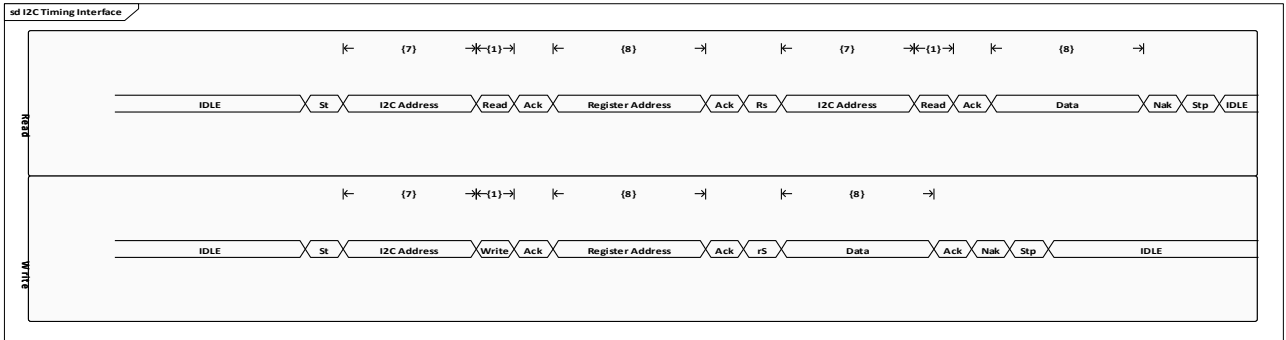 sd I2C Timing Interface
{7} {1} {8} {7} {1} {8}
Read
IDLE St I2C Address Read Ack Register Address Ack Rs I2C Address Read Ack Data Nak Stp IDLE
{7} {1} {8} {8}
Write
IDLE St I2C Address Write Ack Register Address Ack rS Data Ack Nak Stp IDLE